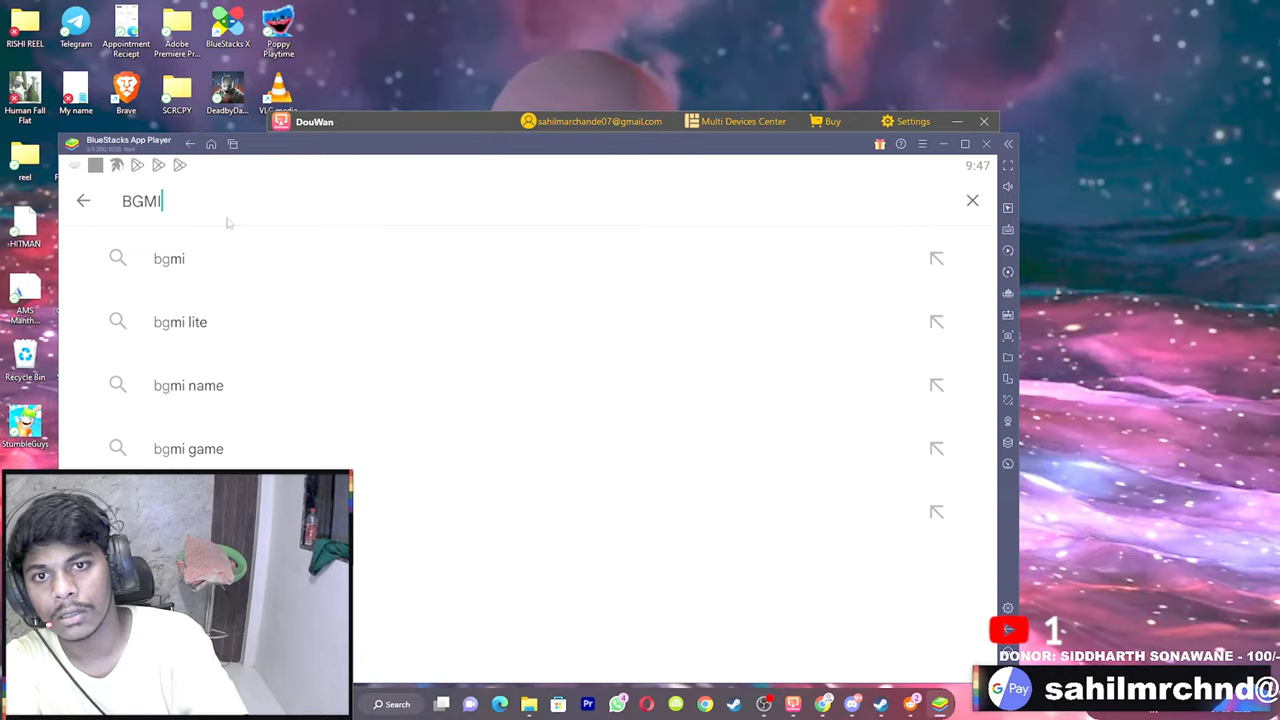 RISHI REEL
Telegram
Appointment Reciept
Adobe Premiere Pr...
BlueStacks X
Poppy Playtime
Human Fall Flat
My name
Brave
SCRCPY
DeadbyDa...
VLC media
reel
HITMAN
AMS Manth...
Recycle Bin
StumbleGuys
DouWan
sahilmarchande07@gmail.com
Multi Devices Center
Buy
Settings
BlueStacks App Player
9:47
BGMI
bgmi
bgmi lite
bgmi name
bgmi game
1
DONOR: SIDDHARTH SONAWANE - 100/-
G Pay
sahilmrchnd@
Search